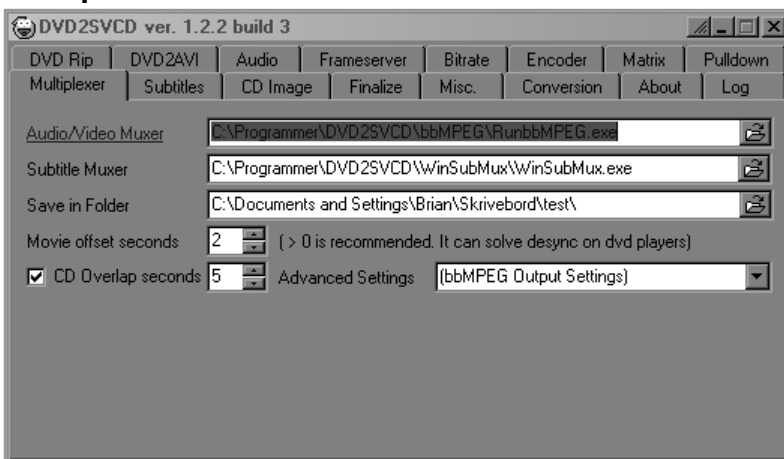 DVD2SVCD ver. 1.2.2 build 3
DVD Rip DVD2AVI Audio Frameserver Bitrate Encoder Matrix Pulldown
Multiplexer Subtitles CD Image Finalize Misc. Conversion About Log
Audio/Video Muxer C:\Programmer\DVD2SVCD\bbMPEG\RunbbMPEG.exe
Subtitle Muxer C:\Programmer\DVD2SVCD\WinSubMux\WinSubMux.exe
Save in Folder C:\Documents and Settings\Brian\Skrivebord\test\
Movie offset seconds 2 ( > 0 is recommended. It can solve desync on dvd players)
CD Overlap seconds 5 Advanced Settings (bbMPEG Output Settings)